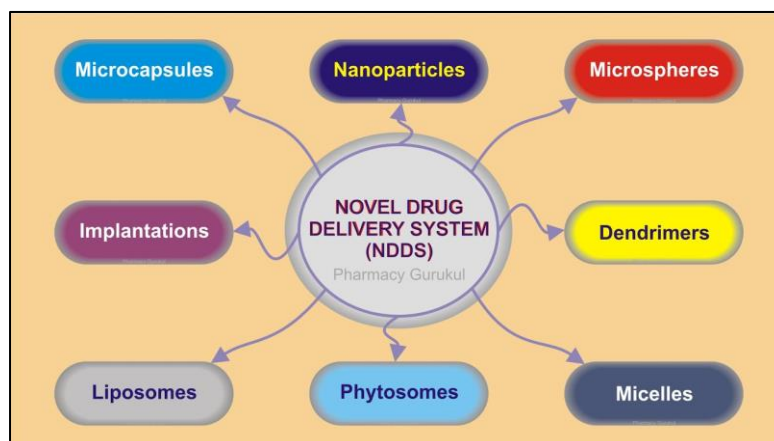 Microcapsules
Nanoparticles
Microspheres
Implantations
NOVEL DRUG
DELIVERY SYSTEM
(NDDS)
Pharmacy Gurukul
Dendrimers
Liposomes
Phytosomes
Micelles